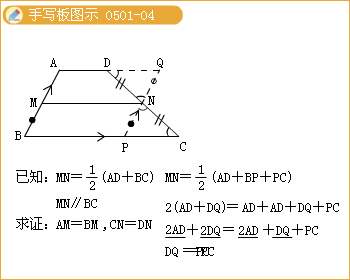 手写板图示 0501-04
A D Q
M N
B P C
已知：MN＝1/2(AD＋BC) MN＝1/2(AD＋BP＋PC)
MN∥BC 2(AD＋DQ)＝AD＋AD＋DQ＋PC
求证：AM＝BM ,CN＝DN 2AD＋2DQ＝2AD＋DQ＋PC
DQ＝PC